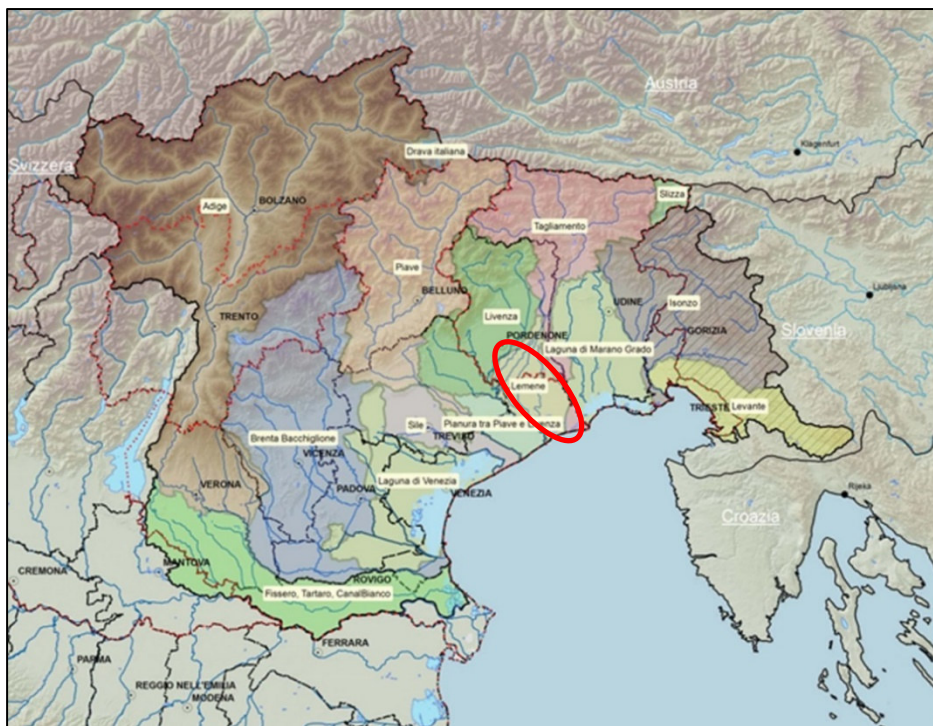 Austria
Klagenfurt
Drava italiana
Svizzera
Slizza
BOLZANO
Adige
Tagliamento
Piave
BELLUNO
Ljubljana
Isonzo
UDINE
TRENTO
Livenza
Slovenia
GORIZIA
PORDENONE
Laguna di Marano Grado
Lemene
TRIESTE
Levante
Sile
Pianura tra Piave e Livenza
TREVISO
Brenta Bacchiglione
VICENZA
Laguna di Venezia
VERONA
PADOVA
VENEZIA
Rijeka
Croazia
MANTOVA
CREMONA
ROVIGO
Fissero, Tartaro, CanalBianco
FERRARA
PARMA
REGGIO NELL'EMILIA
MODENA